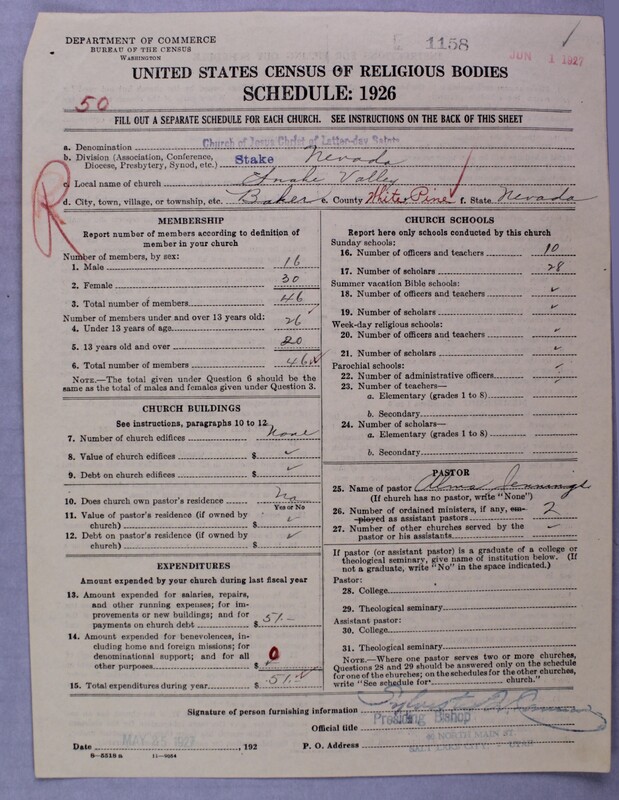 DEPARTMENT OF COMMERCE
BUREAU OF THE CENSUS
WASHINGTON
1158
JUN 1 1927
UNITED STATES CENSUS OF RELIGIOUS BODIES
SCHEDULE: 1926
50
FILL OUT A SEPARATE SCHEDULE FOR EACH CHURCH. SEE INSTRUCTIONS ON THE BACK OF THIS SHEET
a. Denomination Church of Jesus Christ of Latter-day Saints
b. Division (Association, Conference, Diocese, Presbytery, Synod, etc.) Stake Nevada
c. Local name of church Snake Valley
d. City, town, village, or township, etc. Baker e. County White Pine f. State Nevada
R
MEMBERSHIP
Report number of members according to definition of
member in your church
Number of members, by sex:
1. Male 16
2. Female 30
3. Total number of members 46
Number of members under and over 13 years old:
4. Under 13 years of age 26
5. 13 years old and over 20
6. Total number of members 46
NOTE.—The total given under Question 6 should be
same as the total of males and females given under Question 3.
CHURCH BUILDINGS
See instructions, paragraphs 10 to 12
7. Number of church edifices None
8. Value of church edifices $
9. Debt on church edifices $
10. Does church own pastor's residence No
Yes or No
11. Value of pastor's residence (if owned by
church) $
12. Debt on pastor's residence (if owned by
church) $
EXPENDITURES
Amount expended by your church during last fiscal year
13. Amount expended for salaries, repairs,
and other running expenses; for im-
provements or new buildings; and for
payments on church debt $ 51.—
14. Amount expended for benevolences, in-
cluding home and foreign missions; for
denominational support; and for all
other purposes $ 0
15. Total expenditures during year $ 51
CHURCH SCHOOLS
Report here only schools conducted by this church
Sunday schools:
16. Number of officers and teachers 10
17. Number of scholars 28
Summer vacation Bible schools:
18. Number of officers and teachers
19. Number of scholars
Week-day religious schools:
20. Number of officers and teachers
21. Number of scholars
Parochial schools:
22. Number of administrative officers
23. Number of teachers—
a. Elementary (grades 1 to 8)
b. Secondary
24. Number of scholars—
a. Elementary (grades 1 to 8)
b. Secondary
PASTOR
25. Name of pastor Alma Jennings
(If church has no pastor, write "None")
26. Number of ordained ministers, if any, em-
ployed as assistant pastors 2
27. Number of other churches served by the
pastor or his assistants
If pastor (or assistant pastor) is a graduate of a college or
theological seminary, give name of institution below. (If
not a graduate, write "No" in the space indicated.)
Pastor:
28. College
29. Theological seminary
Assistant pastor:
30. College
31. Theological seminary
NOTE.—Where one pastor serves two or more churches,
Questions 28 and 29 should be answered only on the schedule
for one of the churches; on the schedules for the other churches,
write "See schedule for church."
Signature of person furnishing information Sylvester Q. Cannon
Official title Presiding Bishop
Date MAY 25 1927, 192 P. O. Address 40 NORTH MAIN ST.
SALT LAKE CITY, UTAH
8—5518 a 11—9264